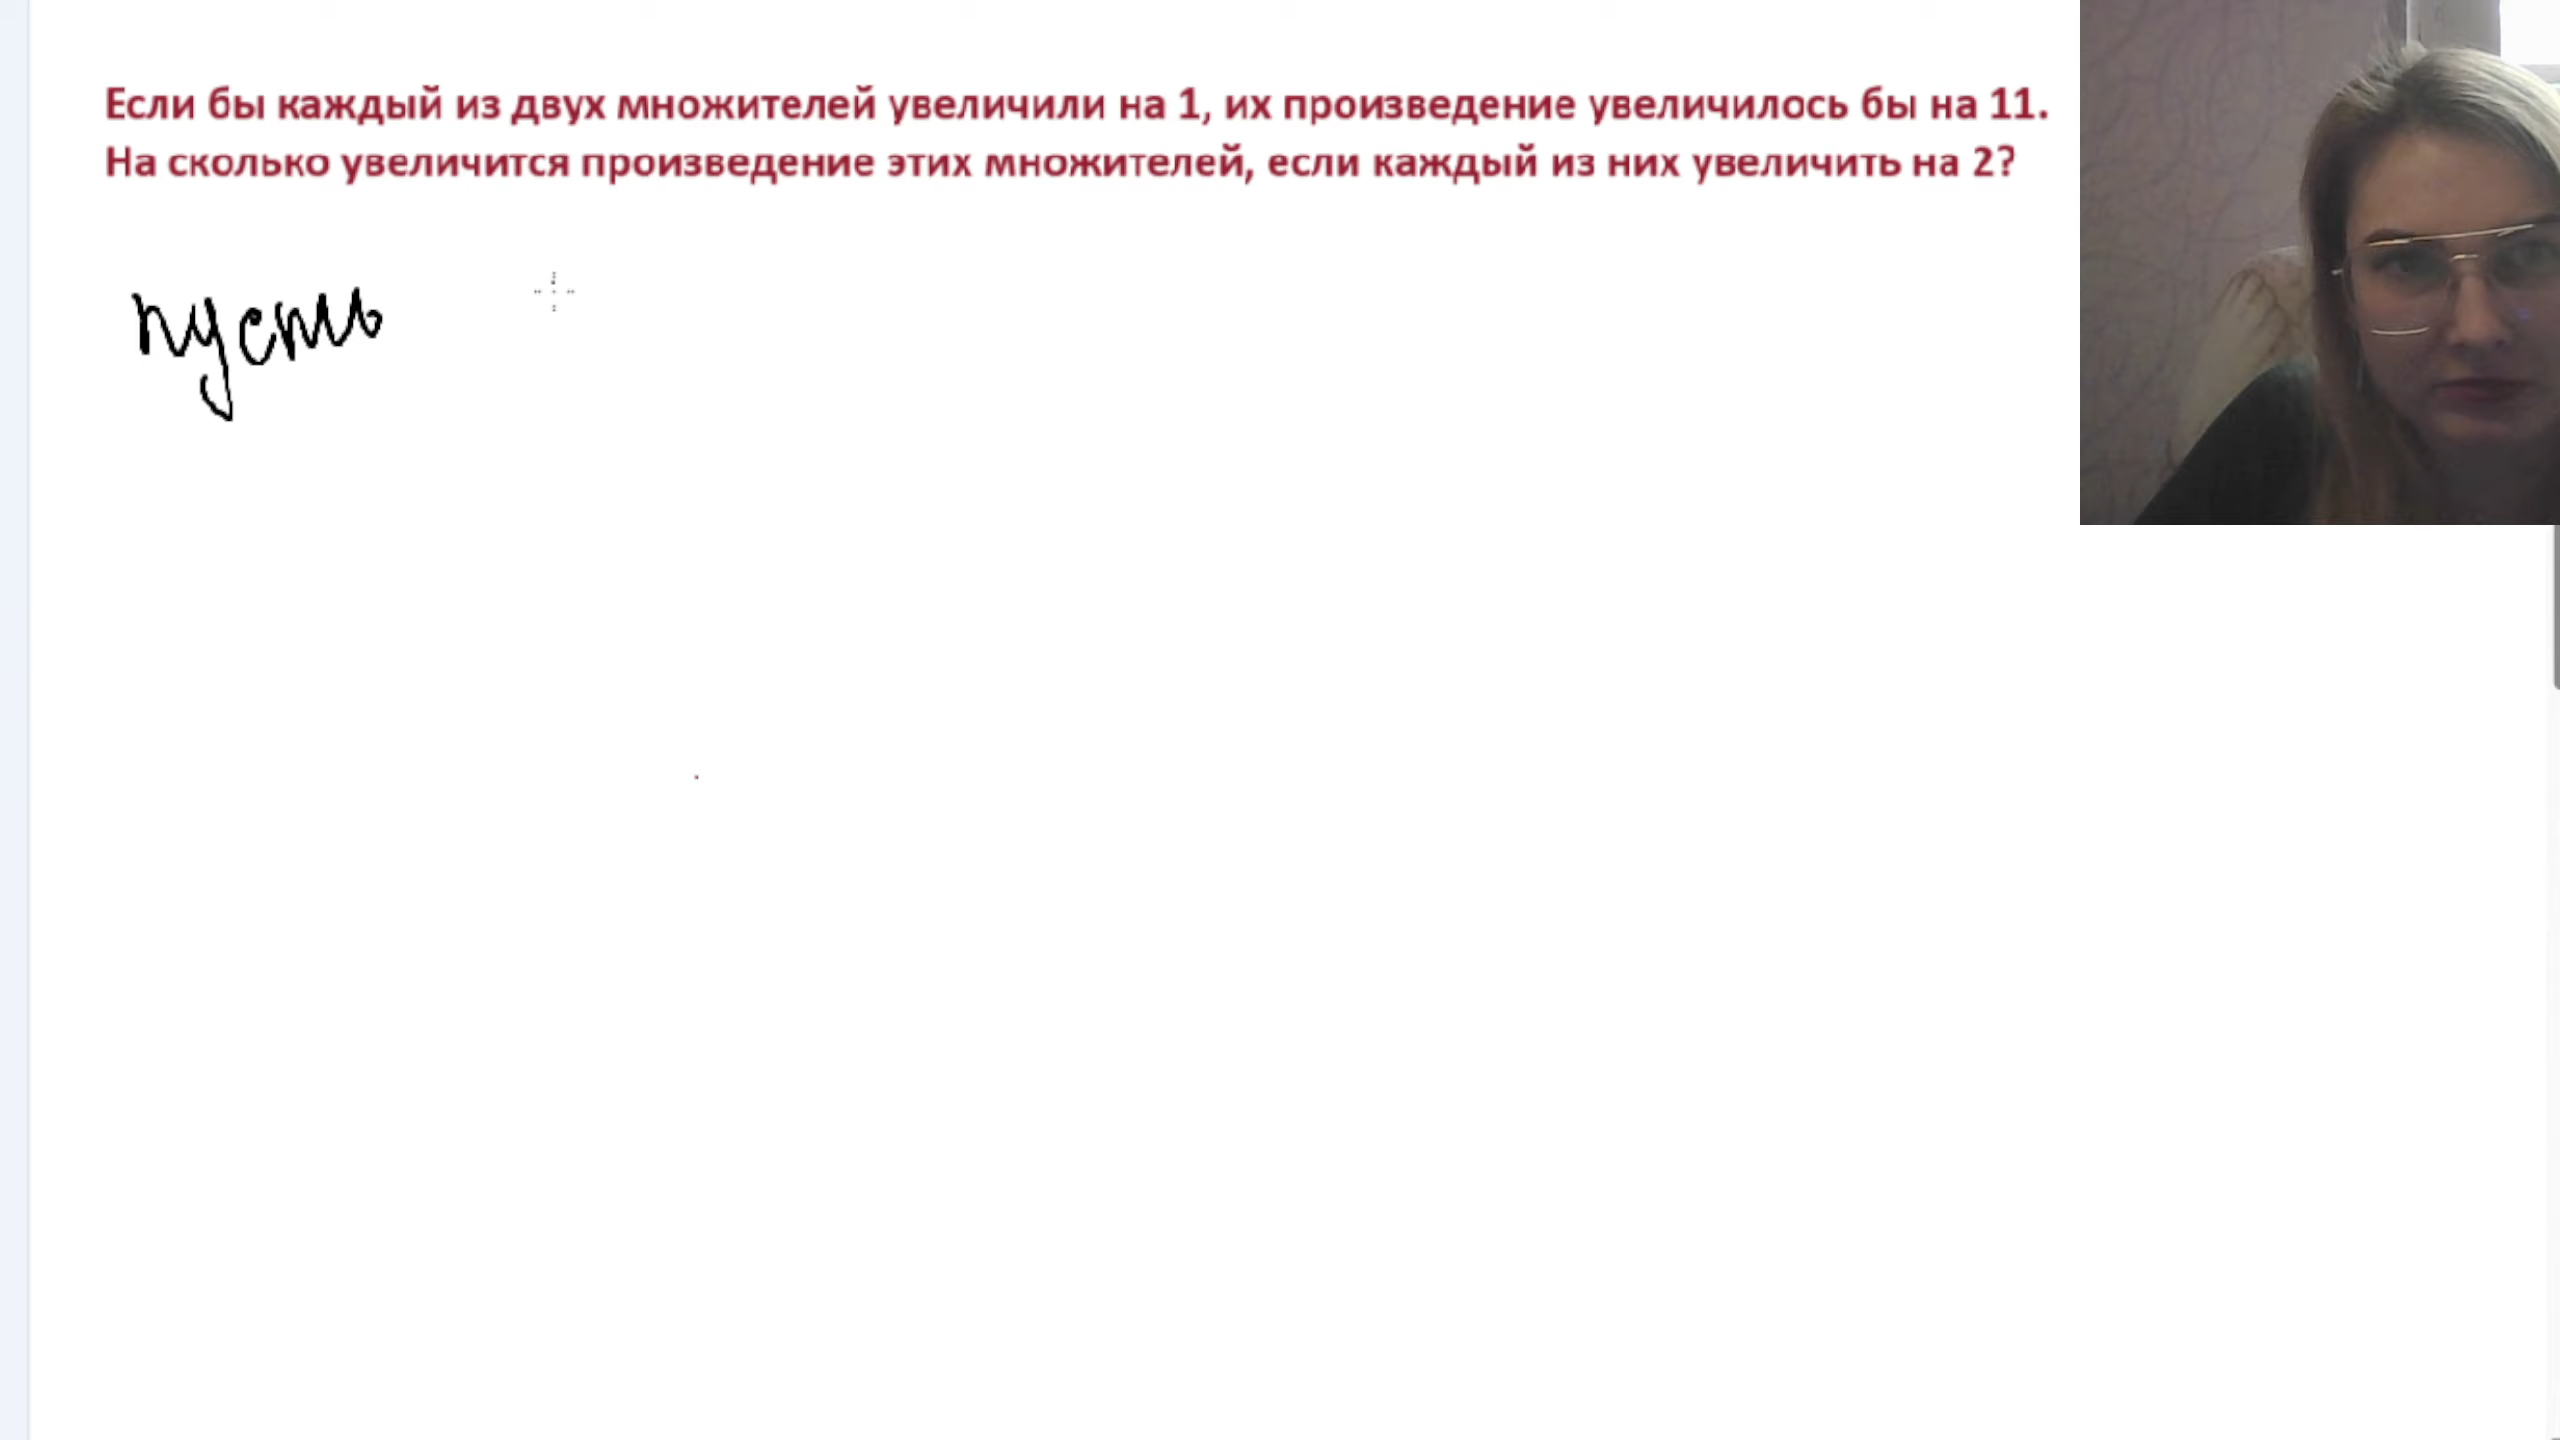 Если бы каждый из двух множителей увеличили на 1, их произведение увеличилось бы на 11.
На сколько увеличится произведение этих множителей, если каждый из них увеличить на 2?
пусть